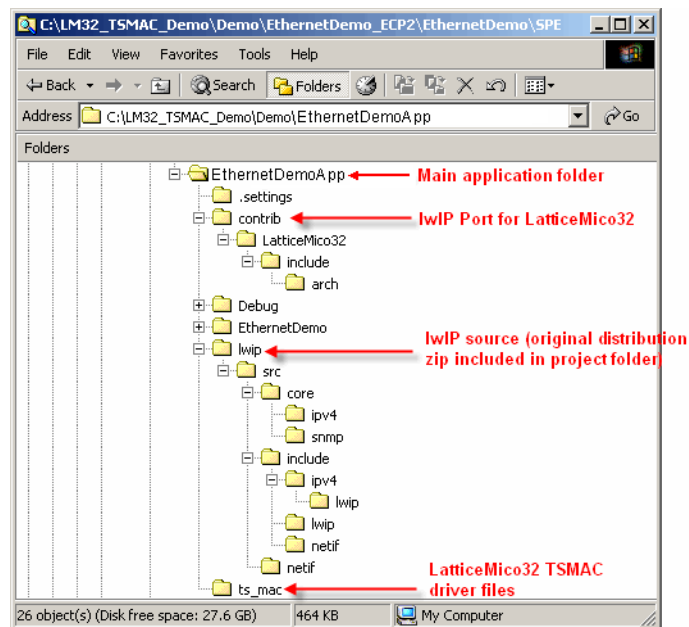 C:\LM32_TSMAC_Demo\Demo\EthernetDemo_ECP2\EthernetDemo\SPE
File Edit View Favorites Tools Help
Back Search Folders
Address C:\LM32_TSMAC_Demo\Demo\EthernetDemoApp Go
Folders
EthernetDemoApp Main application folder
.settings
contrib lwIP Port for LatticeMico32
LatticeMico32
include
arch
Debug
EthernetDemo
lwip lwIP source (original distribution
zip included in project folder)
src
core
ipv4
snmp
include
ipv4
lwip
lwip
netif
netif
ts_mac LatticeMico32 TSMAC
driver files
26 object(s) (Disk free space: 27.6 GB) 464 KB My Computer